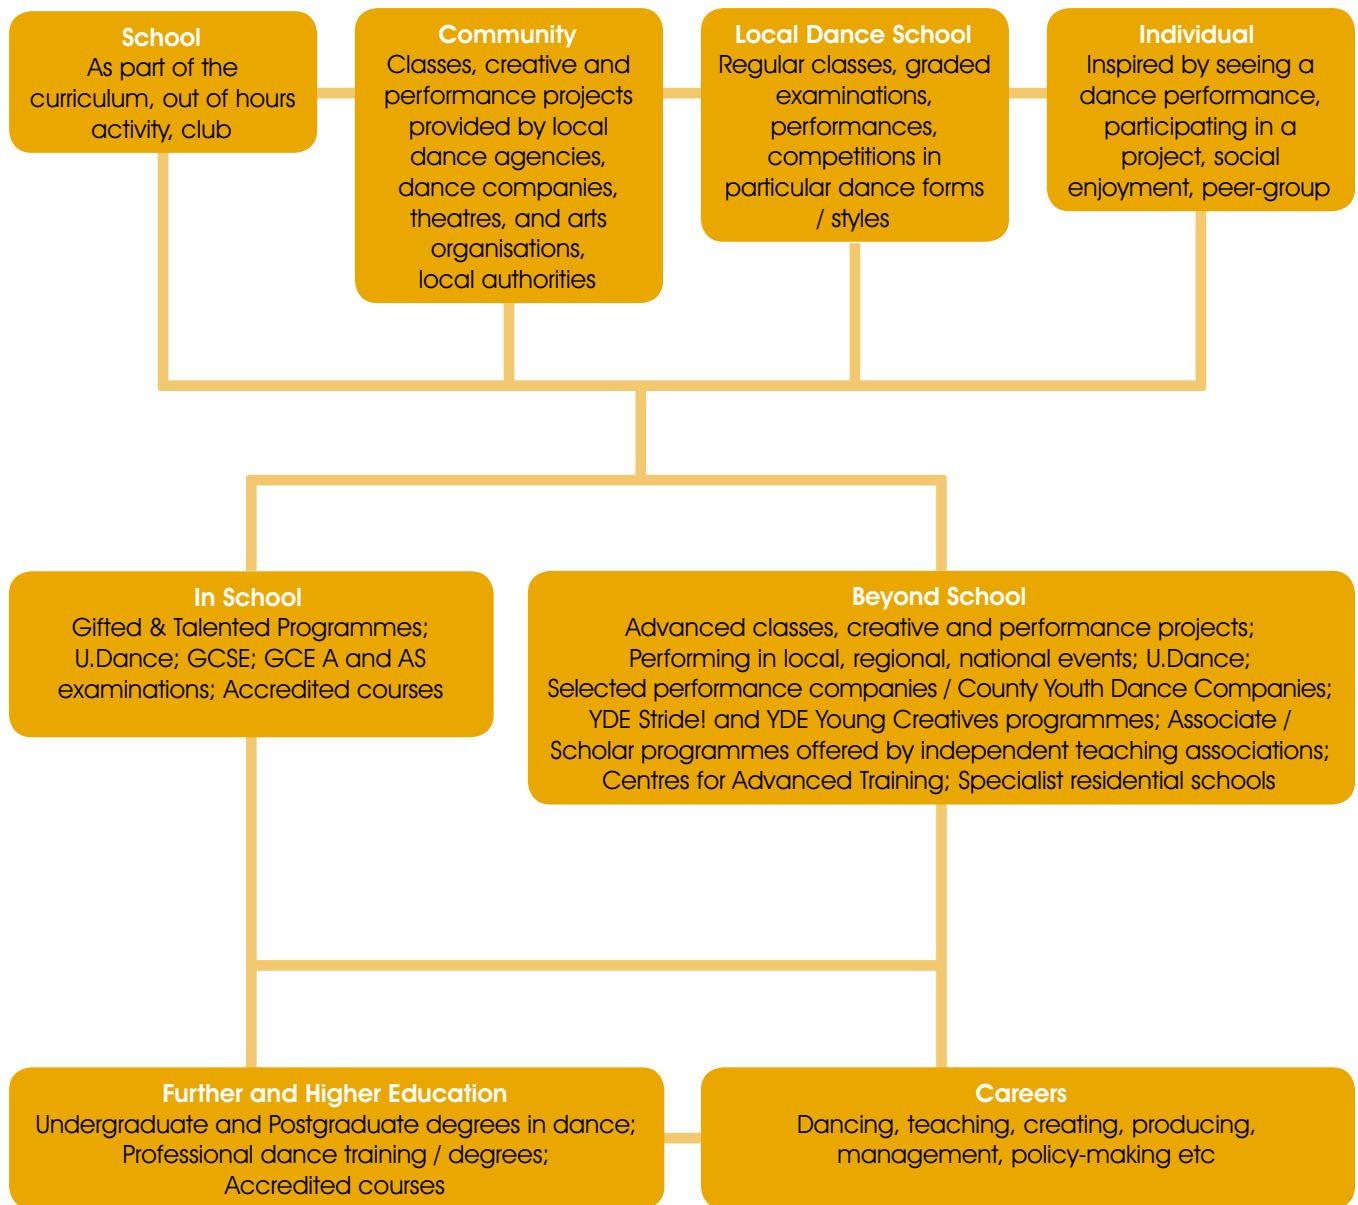 School
As part of the
curriculum, out of hours
activity, club
Community
Classes, creative and
performance projects
provided by local
dance agencies,
dance companies,
theatres, and arts
organisations,
local authorities
Local Dance School
Regular classes, graded
examinations,
performances,
competitions in
particular dance forms
/ styles
Individual
Inspired by seeing a
dance performance,
participating in a
project, social
enjoyment, peer-group
In School
Gifted & Talented Programmes;
U.Dance; GCSE; GCE A and AS
examinations; Accredited courses
Beyond School
Advanced classes, creative and performance projects;
Performing in local, regional, national events; U.Dance;
Selected performance companies / County Youth Dance Companies;
YDE Stride! and YDE Young Creatives programmes; Associate /
Scholar programmes offered by independent teaching associations;
Centres for Advanced Training; Specialist residential schools
Further and Higher Education
Undergraduate and Postgraduate degrees in dance;
Professional dance training / degrees;
Accredited courses
Careers
Dancing, teaching, creating, producing,
management, policy-making etc